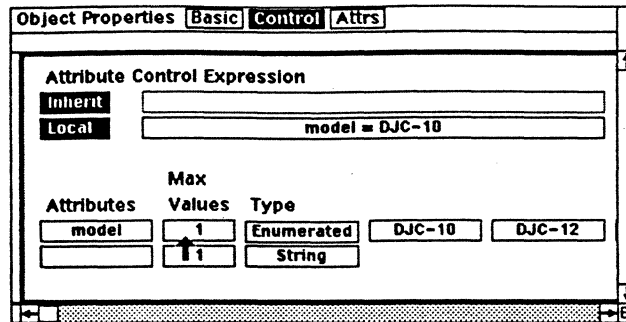 Object Properties Basic Control Attrs
Attribute Control Expression
Inherit
Local model = DJC-10
Max
Attributes Values Type
model 1 Enumerated DJC-10 DJC-12
1 String